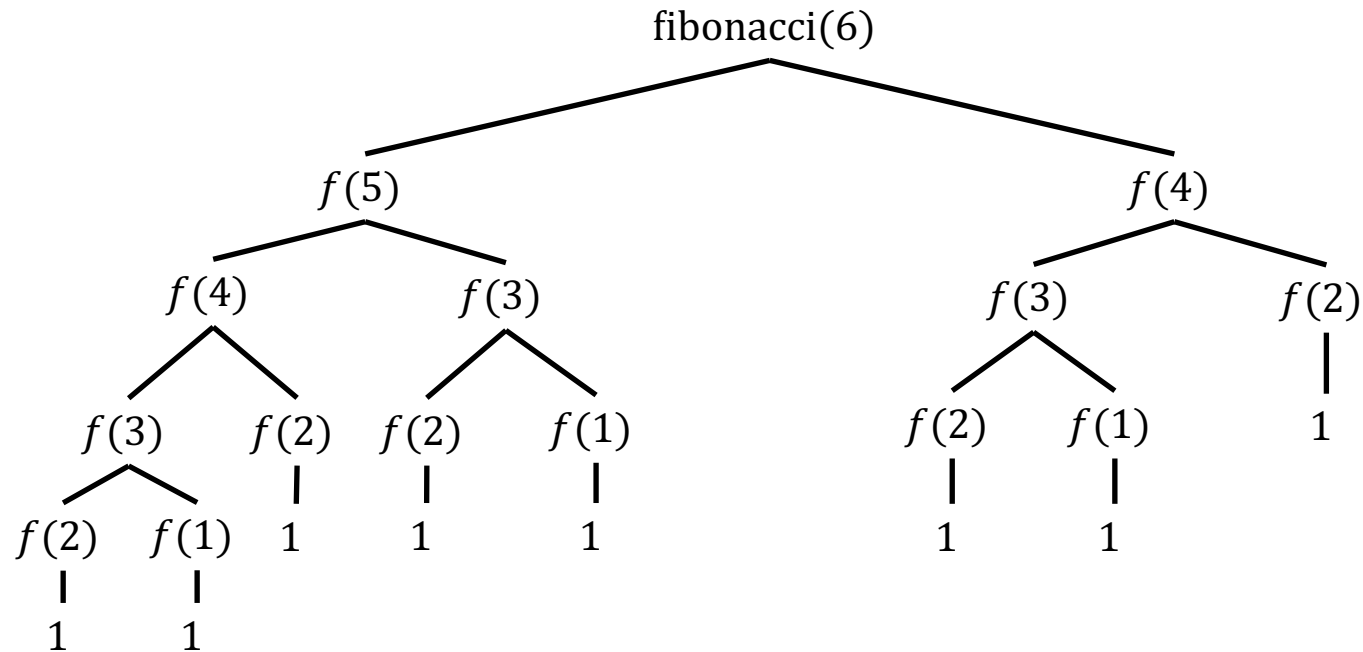 fibonacci(6)
f(5) f(4)
f(4) f(3) f(3) f(2)
f(3) f(2) f(2) f(1) f(2) f(1) 1
f(2) f(1) 1 1 1 1 1
1 1